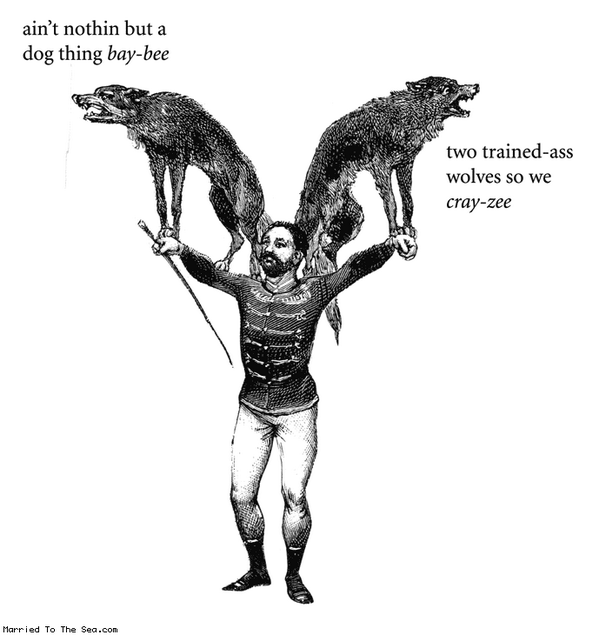 ain’t nothin but a
dog thing bay-bee
two trained-ass
wolves so we
cray-zee
Married To The Sea.com